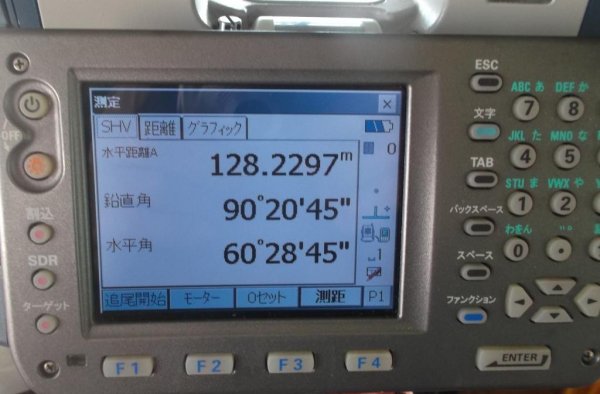 測定
SHV 距離 グラフィック
水平距離A 128.2297m
0
鉛直角 90°20'45"
水平角 60°28'45"
1
追尾開始 モーター 0セット 測距 P1
OFF
割込
SDR
ターゲット
F1 F2 F3 F4
ESC
文字
TAB
バックスペース
スペース
ファンクション
ABC あ DEF か
7 8
JKL た MNO な
4 5
STU ま VWX や
1 2
わをん
0 •
ENTER